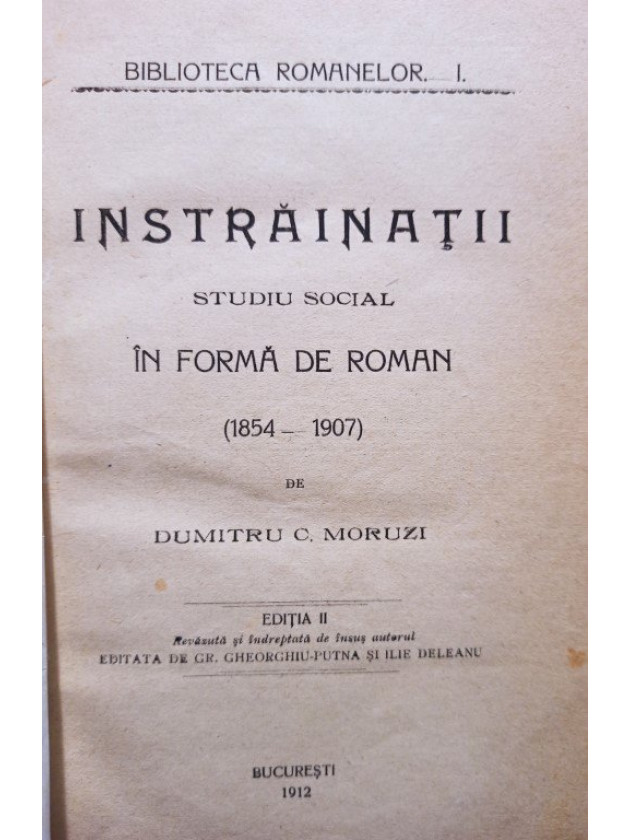 BIBLIOTECA ROMANELOR. I.
INSTRĂINAȚII
STUDIU SOCIAL
ÎN FORMĂ DE ROMAN
(1854 — 1907)
DE
DUMITRU C. MORUZI
EDIȚIA II
Revăzută și îndreptată de însuș autorul
EDITATA DE GR. GHEORGHIU-PUTNA ȘI ILIE DELEANU
BUCUREȘTI
1912